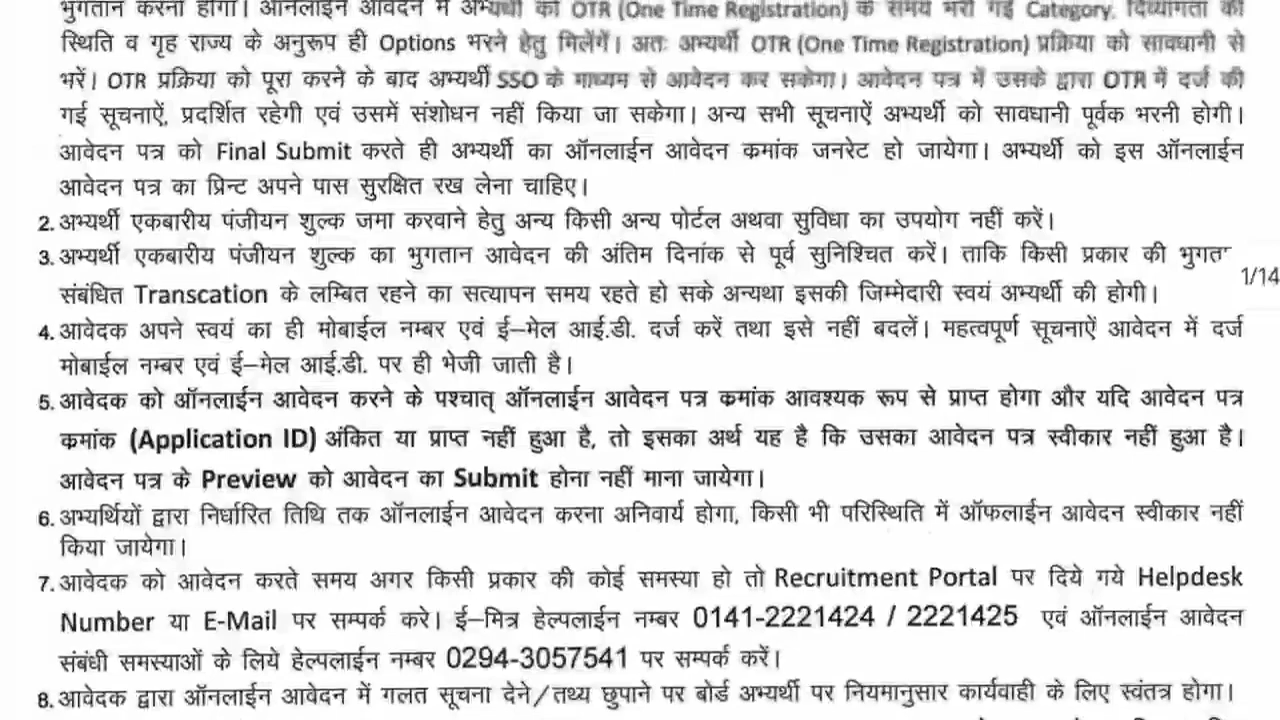 भुगतान करना होगा। ऑनलाईन आवेदन में अभ्यर्थी को OTR (One Time Registration) के समय भरी गई Category, दिव्यांगता की
स्थिति व गृह राज्य के अनुरूप ही Options भरने हेतु मिलेगें। अतः अभ्यर्थी OTR (One Time Registration) प्रक्रिया को सावधानी से
भरें। OTR प्रक्रिया को पूरा करने के बाद अभ्यर्थी SSO के माध्यम से आवेदन कर सकेगा। आवेदन पत्र में उसके द्वारा OTR में दर्ज की
गई सूचनाऐं, प्रदर्शित रहेगी एवं उसमें संशोधन नहीं किया जा सकेगा। अन्य सभी सूचनाऐं अभ्यर्थी को सावधानी पूर्वक भरनी होगी।
आवेदन पत्र को Final Submit करते ही अभ्यर्थी का ऑनलाईन आवेदन कमांक जनरेट हो जायेगा। अभ्यर्थी को इस ऑनलाईन
आवेदन पत्र का प्रिन्ट अपने पास सुरक्षित रख लेना चाहिए।
2. अभ्यर्थी एकबारीय पंजीयन शुल्क जमा करवाने हेतु अन्य किसी अन्य पोर्टल अथवा सुविधा का उपयोग नहीं करें।
3. अभ्यर्थी एकबारीय पंजीयन शुल्क का भुगतान आवेदन की अंतिम दिनांक से पूर्व सुनिश्चित करें। ताकि किसी प्रकार की
1/14
संबंधित Transcation के लम्बित रहने का सत्यापन समय रहते हो सके अन्यथा इसकी जिम्मेदारी स्वयं अभ्यर्थी की होगी।
4. आवेदक अपने स्वयं का ही मोबाईल नम्बर एवं ई–मेल आई.डी. दर्ज करें तथा इसे नहीं बदलें। महत्वपूर्ण सूचनाऐं आवेदन में दर्ज
मोबाईल नम्बर एवं ई–मेल आई.डी. पर ही भेजी जाती है।
5. आवेदक को ऑनलाईन आवेदन करने के पश्चात् ऑनलाईन आवेदन पत्र कमांक आवश्यक रूप से प्राप्त होगा और यदि आवेदन पत्र
कमांक (Application ID) अंकित या प्राप्त नहीं हुआ है, तो इसका अर्थ यह है कि उसका आवेदन पत्र स्वीकार नहीं हुआ है।
आवेदन पत्र के Preview को आवेदन का Submit होना नहीं माना जायेगा।
6. अभ्यर्थियों द्वारा निर्धारित तिथि तक ऑनलाईन आवेदन करना अनिवार्य होगा, किसी भी परिस्थिति में ऑफलाईन आवेदन स्वीकार नहीं
किया जायेगा।
7. आवेदक को आवेदन करते समय अगर किसी प्रकार की कोई समस्या हो तो Recruitment Portal पर दिये गये Helpdesk
Number या E-Mail पर सम्पर्क करे। ई–मित्र हेल्पलाईन नम्बर 0141-2221424 / 2221425 एवं ऑनलाईन आवेदन
संबंधी समस्याओं के लिये हेल्पलाईन नम्बर 0294-3057541 पर सम्पर्क करें।
8. आवेदक द्वारा ऑनलाईन आवेदन में गलत सूचना देने/तथ्य छुपाने पर बोर्ड अभ्यर्थी पर नियमानुसार कार्यवाही के लिए स्वंतत्र होगा।